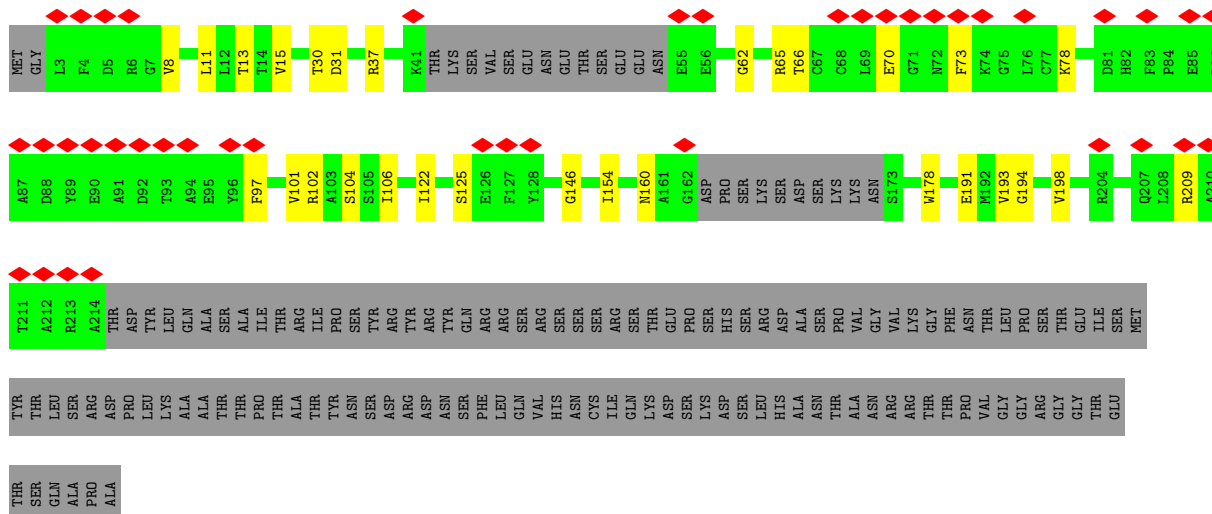 MET GLY L3 F4 D5 R6 G7 V8 L11 L12 T13 T14 V15 T30 D31 R37 K41 THR LYS SER VAL SER GLU ASN GLU THR SER GLU GLU ASN E55 E56 G62 R65 T66 C67 C68 L69 E70 G71 N72 F73 K74 G75 L76 C77 K78 D81 H82 F83 P84 E85
A87 D88 Y89 E90 A91 D92 T93 A94 E95 Y96 F97 V101 R102 A103 S104 S105 I106 I122 S125 E126 F127 Y128 G146 I154 N160 A161 G162 ASP PRO SER LYS SER ASP SER LYS LYS ASN S173 W178 E191 M192 V193 G194 V198 R204 Q207 L208 R209 A210
T211 A212 R213 A214 THR ASP TYR LEU GLN ALA SER ALA ILE THR ARG ILE PRO SER TYR ARG TYR ARG TYR GLN ARG ARG SER ARG SER SER SER ARG SER THR GLU PRO SER HIS SER ARG ASP ALA SER PRO VAL GLY VAL LYS GLY PHE ASN THR LEU PRO SER THR GLU ILE SER MET
TYR THR LEU SER ARG ASP PRO LEU LYS ALA ALA THR THR PRO THR ALA THR TYR ASN SER ASP ARG ASP ASN SER PHE LEU GLN VAL HIS ASN CYS ILE GLN LYS ASP SER LYS ASP SER LEU HIS ALA ASN THR ALA ASN ARG ARG THR THR PRO VAL GLY GLY ARG GLY GLY THR GLU
THR SER GLN ALA PRO ALA